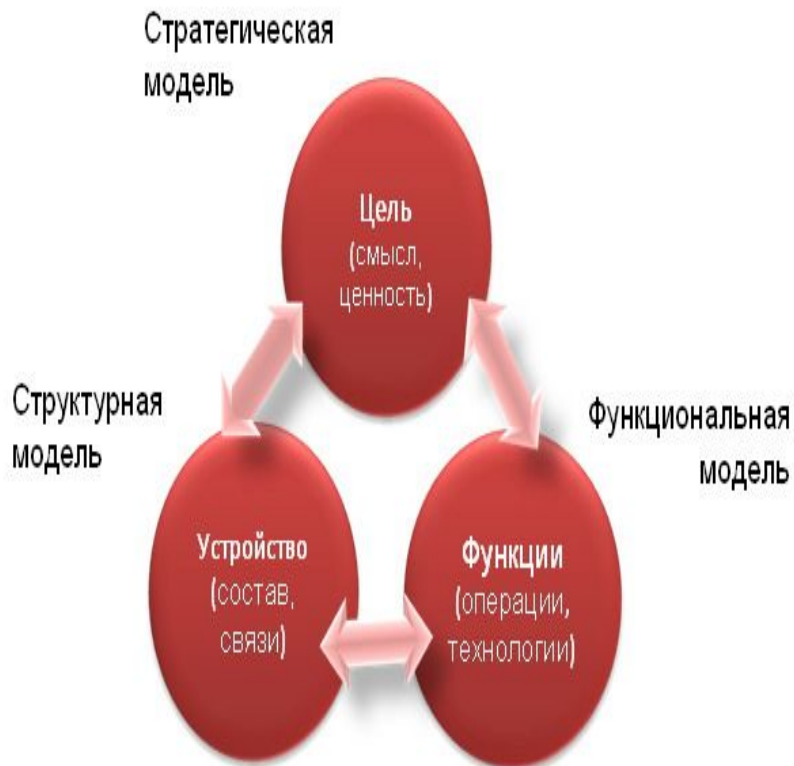 Стратегическая
модель
Цель
(смысл,
ценность)
Структурная
модель
Функциональная
модель
Устройство
(состав,
связи)
Функции
(операции,
технологии)